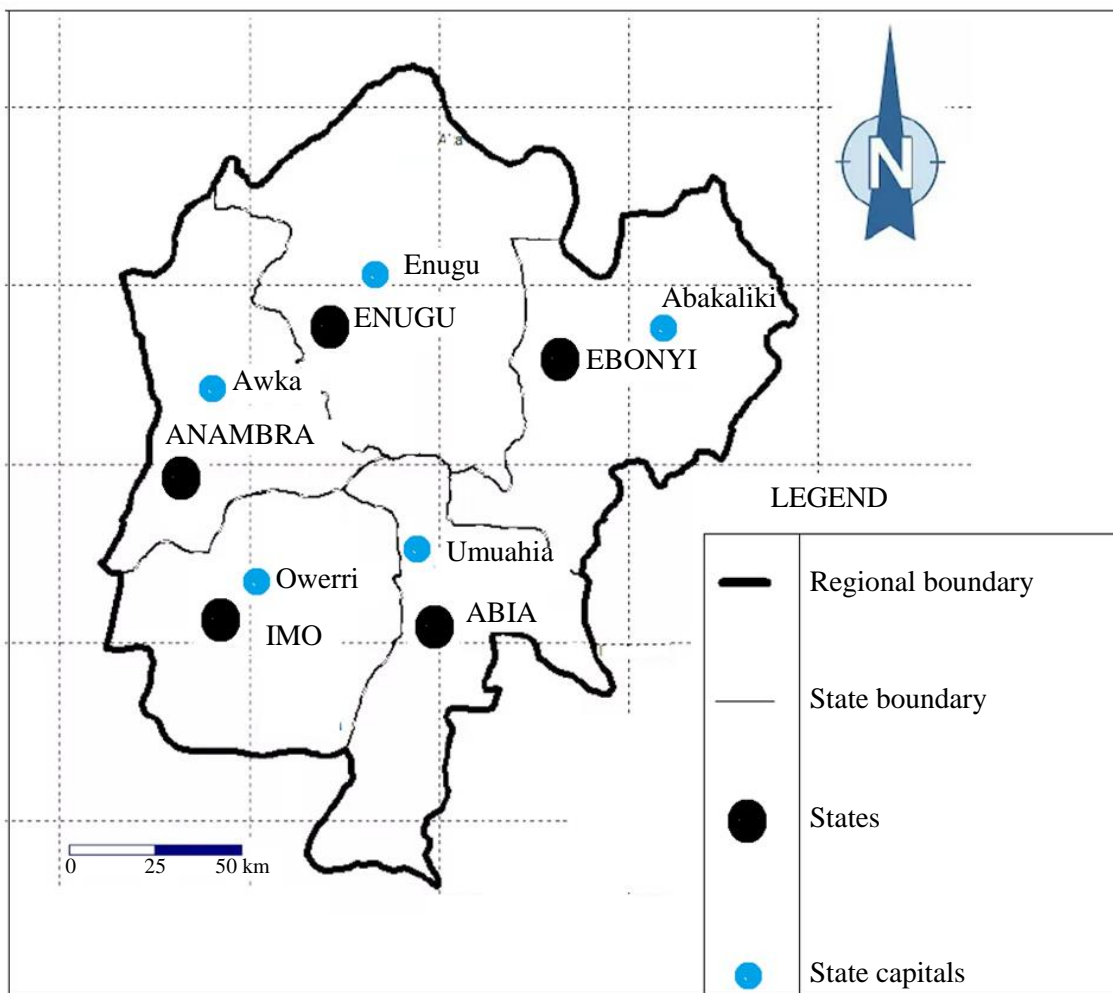 N
Enugu
Abakaliki
ENUGU
EBONYI
Awka
ANAMBRA
LEGEND
Umuahia
Owerri
Regional boundary
ABIA
IMO
State boundary
States
0 25 50 km
State capitals